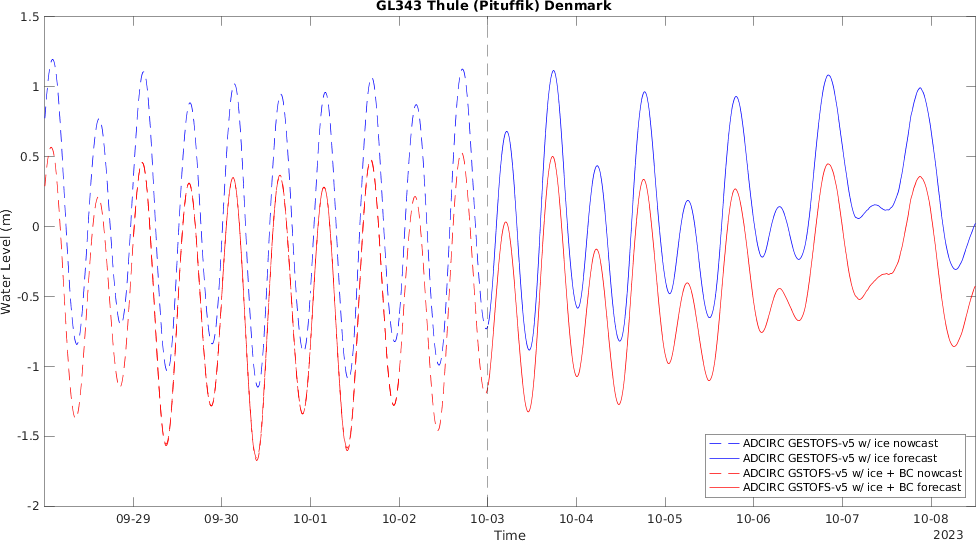 GL343 Thule (Pituffik) Denmark
1.5
1
0.5
0
-0.5
-1
-1.5
-2
Water Level (m)
ADCIRC GESTOFS-v5 w/ ice nowcast
ADCIRC GESTOFS-v5 w/ ice forecast
ADCIRC GSTOFS-v5 w/ ice + BC nowcast
ADCIRC GSTOFS-v5 w/ ice + BC forecast
09-29 09-30 10-01 10-02 10-03 10-04 10-05 10-06 10-07 10-08
Time
2023